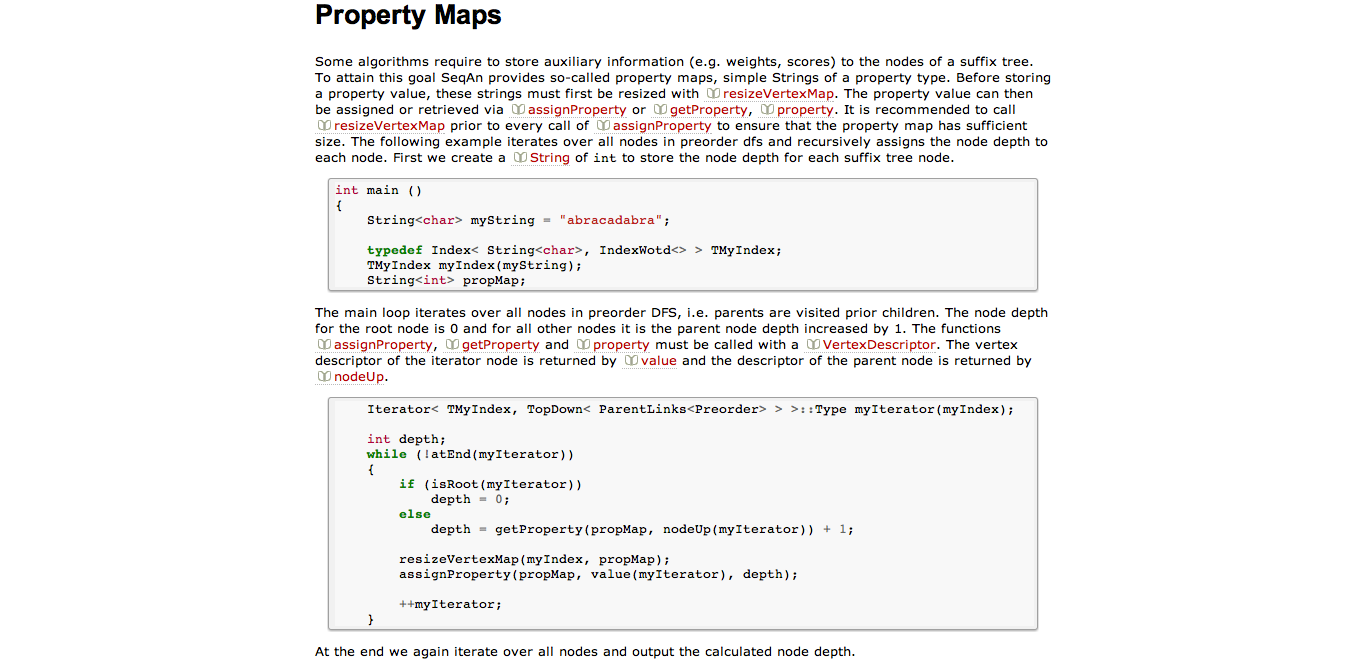 Property Maps
Some algorithms require to store auxiliary information (e.g. weights, scores) to the nodes of a suffix tree.
To attain this goal SeqAn provides so-called property maps, simple Strings of a property type. Before storing
a property value, these strings must first be resized with resizeVertexMap. The property value can then
be assigned or retrieved via assignProperty or getProperty, property. It is recommended to call
resizeVertexMap prior to every call of assignProperty to ensure that the property map has sufficient
size. The following example iterates over all nodes in preorder dfs and recursively assigns the node depth to
each node. First we create a String of int to store the node depth for each suffix tree node.
int main ()
{
    String<char> myString = "abracadabra";
    typedef Index< String<char>, IndexWotd<> > TMyIndex;
    TMyIndex myIndex(myString);
    String<int> propMap;
The main loop iterates over all nodes in preorder DFS, i.e. parents are visited prior children. The node depth
for the root node is 0 and for all other nodes it is the parent node depth increased by 1. The functions
assignProperty, getProperty and property must be called with a VertexDescriptor. The vertex
descriptor of the iterator node is returned by value and the descriptor of the parent node is returned by
nodeUp.
    Iterator< TMyIndex, TopDown< ParentLinks<Preorder> > >::Type myIterator(myIndex);
    int depth;
    while (!atEnd(myIterator))
    {
        if (isRoot(myIterator))
            depth = 0;
        else
            depth = getProperty(propMap, nodeUp(myIterator)) + 1;
        resizeVertexMap(myIndex, propMap);
        assignProperty(propMap, value(myIterator), depth);
        ++myIterator;
    }
At the end we again iterate over all nodes and output the calculated node depth.